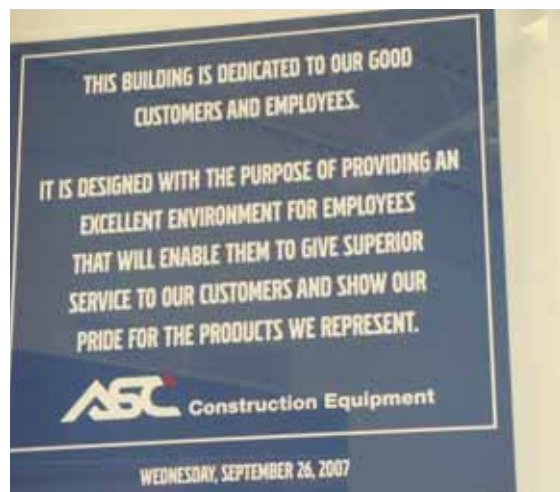 THIS BUILDING IS DEDICATED TO OUR GOOD
CUSTOMERS AND EMPLOYEES.
IT IS DESIGNED WITH THE PURPOSE OF PROVIDING AN
EXCELLENT ENVIRONMENT FOR EMPLOYEES
THAT WILL ENABLE THEM TO GIVE SUPERIOR
SERVICE TO OUR CUSTOMERS AND SHOW OUR
PRIDE FOR THE PRODUCTS WE REPRESENT.
ASC Construction Equipment
WEDNESDAY, SEPTEMBER 26, 2007